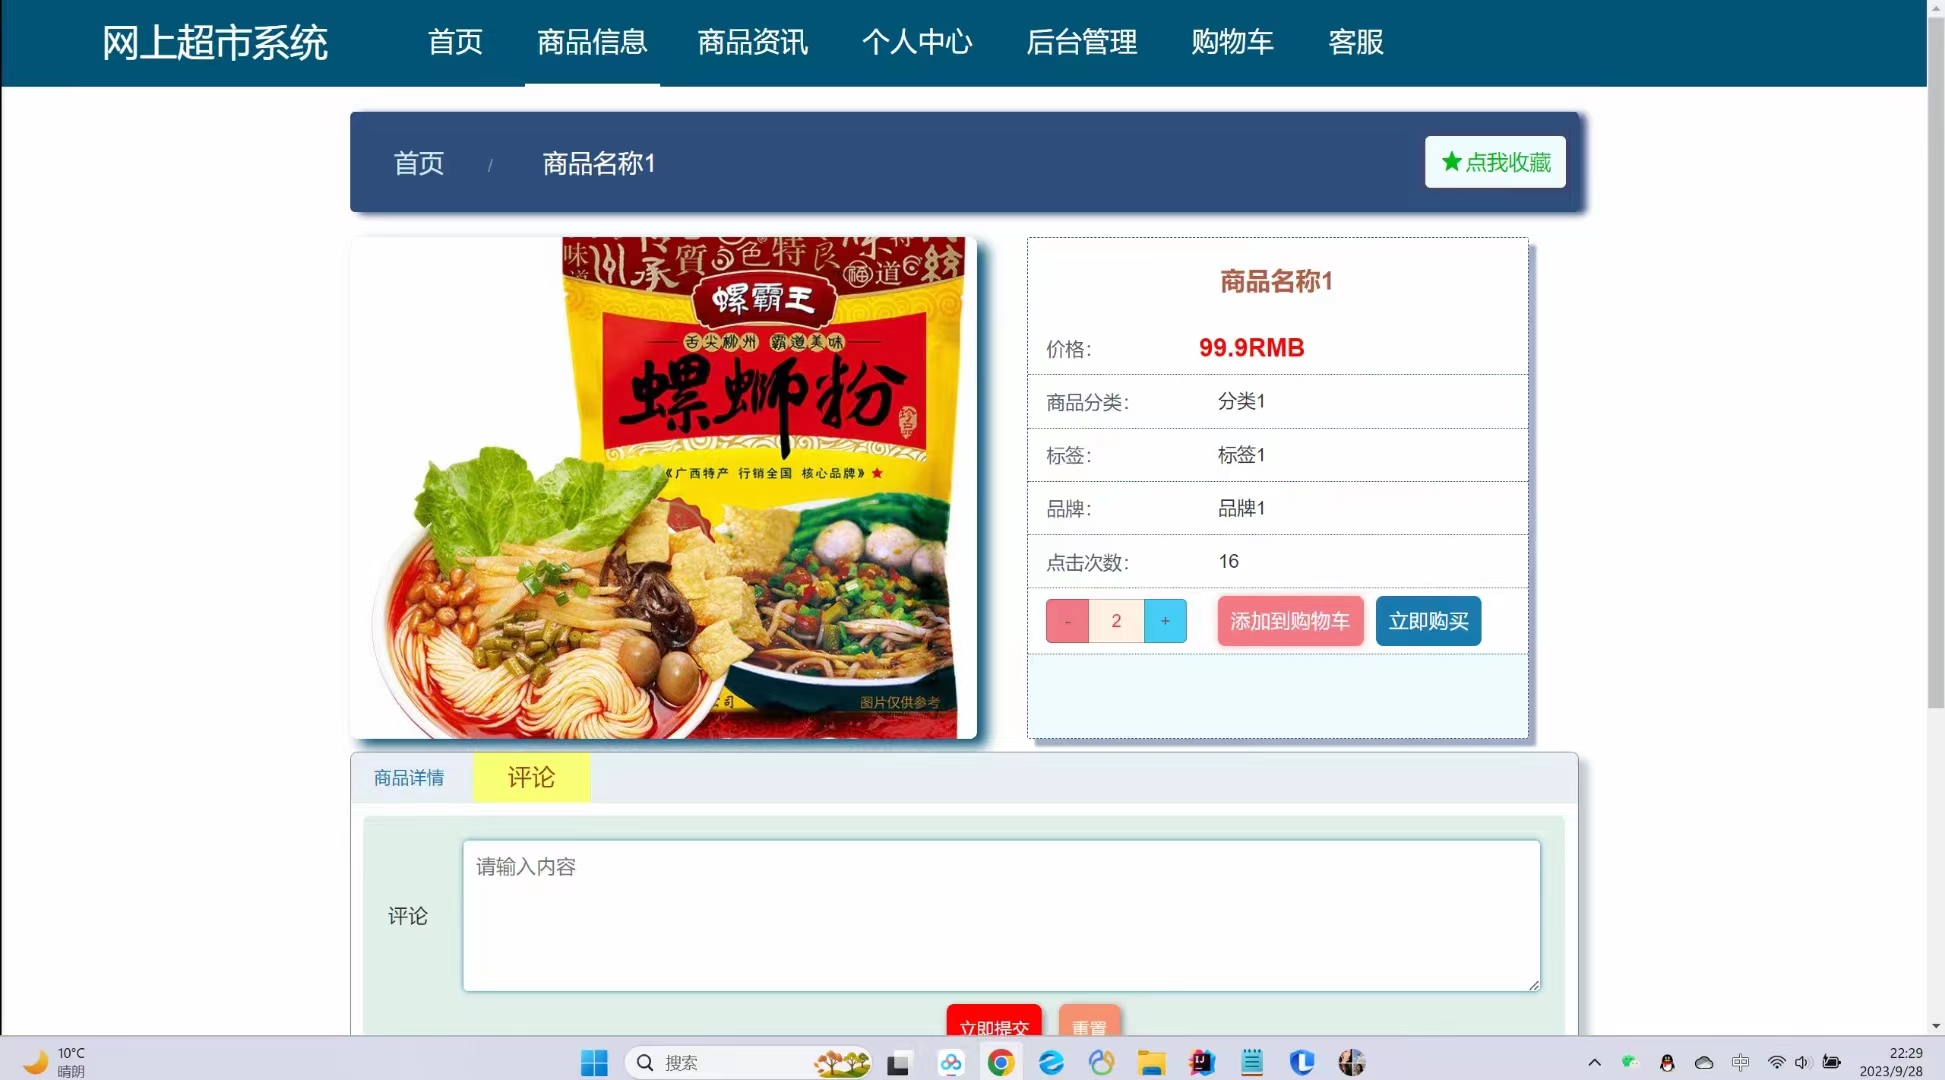 网上超市系统 首页 商品信息 商品资讯 个人中心 后台管理 购物车 客服
首页 / 商品名称1 ★点我收藏
質 色 特 良
味 道 承 福 道 統
螺霸王
舌尖柳州 霸道美味
螺蛳粉
《广西特产 行销全国 核心品牌》
图片仅供参考
商品名称1
价格: 99.9RMB
商品分类: 分类1
标签: 标签1
品牌: 品牌1
点击次数: 16
- 2 + 添加到购物车 立即购买
商品详情 评论
评论 请输入内容
立即提交 重置
10°C
晴朗
搜索
中
22:29
2023/9/28